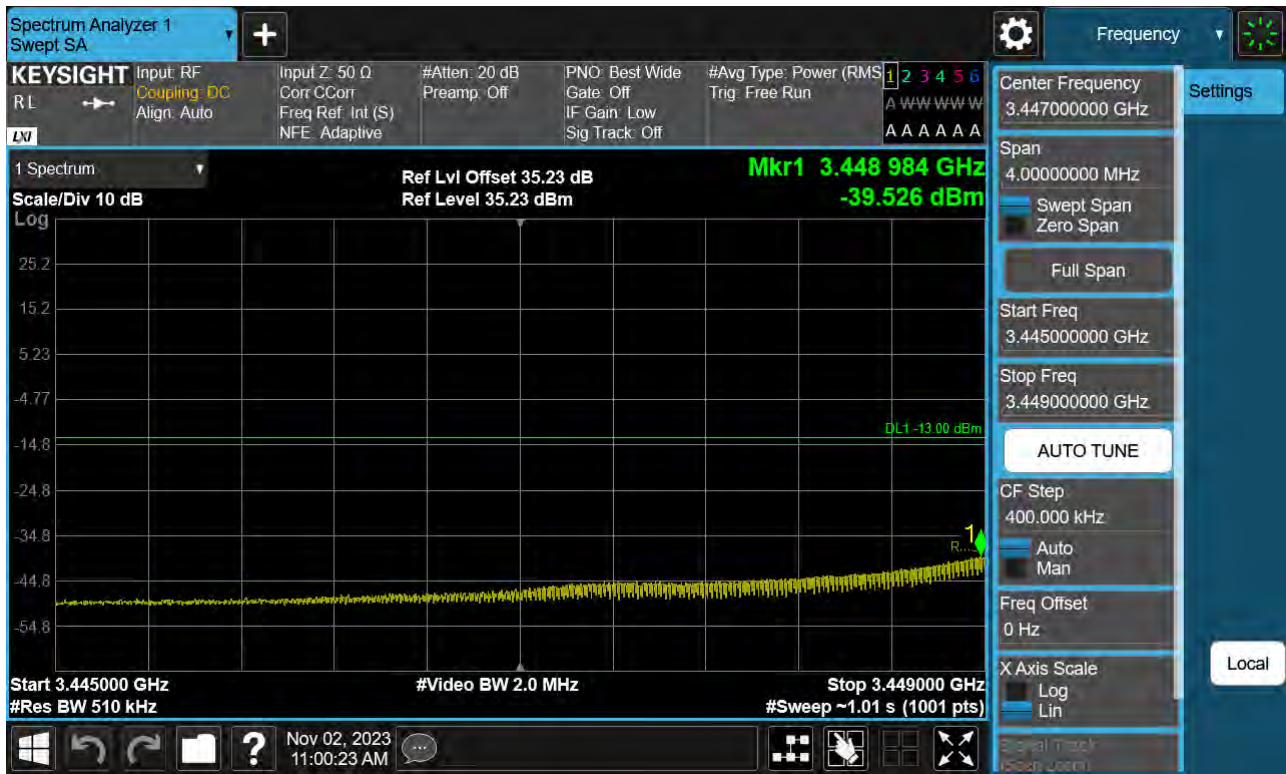 Spectrum Analyzer 1
Swept SA
+
Frequency
KEYSIGHT
RL
LXI
Input: RF
Coupling: DC
Align: Auto
Input Z: 50 Ω
Corr CCorr
Freq Ref: Int (S)
NFE: Adaptive
#Atten: 20 dB
Preamp: Off
PNO: Best Wide
Gate: Off
IF Gain: Low
Sig Track: Off
#Avg Type: Power (RMS
Trig: Free Run
1 2 3 4 5 6
A W W W W W
A A A A A A
1 Spectrum
Scale/Div 10 dB
Log
Ref Lvl Offset 35.23 dB
Ref Level 35.23 dBm
Mkr1 3.448 984 GHz
-39.526 dBm
25.2
15.2
5.23
-4.77
-14.8
-24.8
-34.8
-44.8
-54.8
DL1 -13.00 dBm
1
R...
Start 3.445000 GHz
#Res BW 510 kHz
#Video BW 2.0 MHz
Stop 3.449000 GHz
#Sweep ~1.01 s (1001 pts)
Center Frequency
3.447000000 GHz
Span
4.00000000 MHz
Swept Span
Zero Span
Full Span
Start Freq
3.445000000 GHz
Stop Freq
3.449000000 GHz
AUTO TUNE
CF Step
400.000 kHz
Auto
Man
Freq Offset
0 Hz
X Axis Scale
Log
Lin
Signal Track
(Span Zoom)
Settings
Local
?
Nov 02, 2023
11:00:23 AM